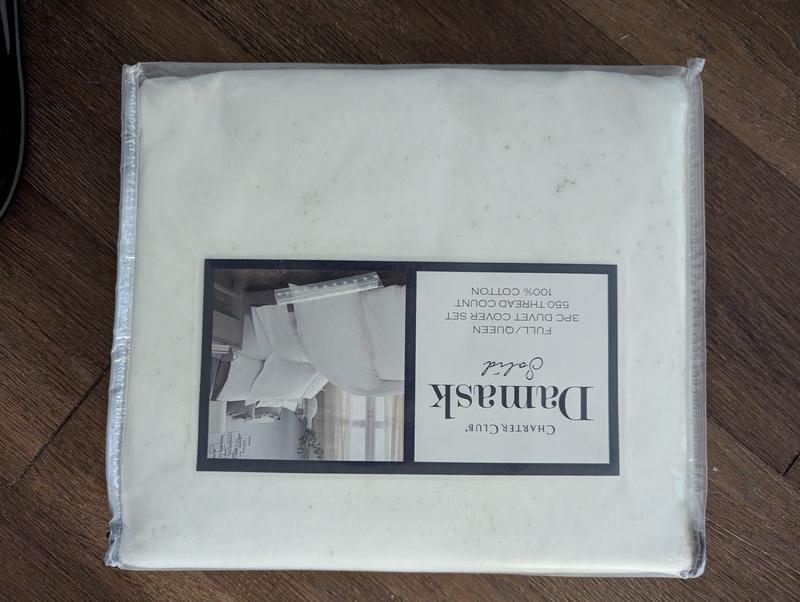 CHARTER CLUB®
Damask
Solid
FULL/QUEEN
3PC DUVET COVER SET
550 THREAD COUNT
100% COTTON